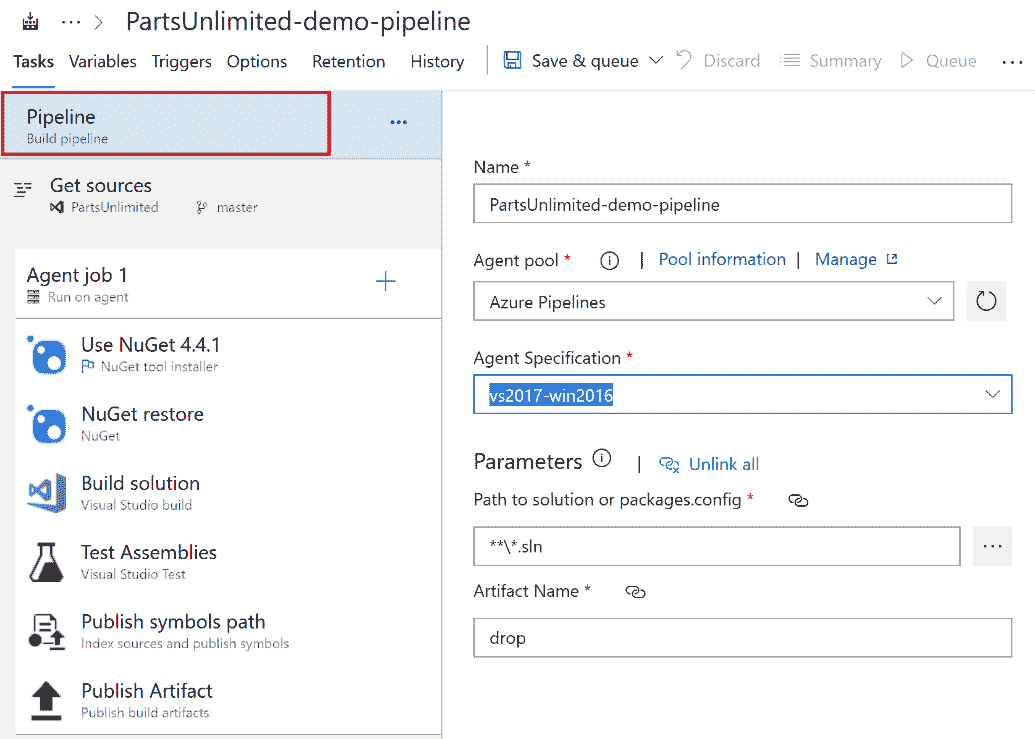 ... > PartsUnlimited-demo-pipeline
Tasks Variables Triggers Options Retention History | Save & queue Discard Summary Queue ...
Pipeline ...
Build pipeline
Get sources
PartsUnlimited master
Agent job 1 +
Run on agent
Use NuGet 4.4.1
NuGet tool installer
NuGet restore
NuGet
Build solution
Visual Studio build
Test Assemblies
Visual Studio Test
Publish symbols path
Index sources and publish symbols
Publish Artifact
Publish build artifacts
Name *
PartsUnlimited-demo-pipeline
Agent pool * | Pool information | Manage
Azure Pipelines
Agent Specification *
vs2017-win2016
Parameters | Unlink all
Path to solution or packages.config *
**\*.sln ...
Artifact Name *
drop